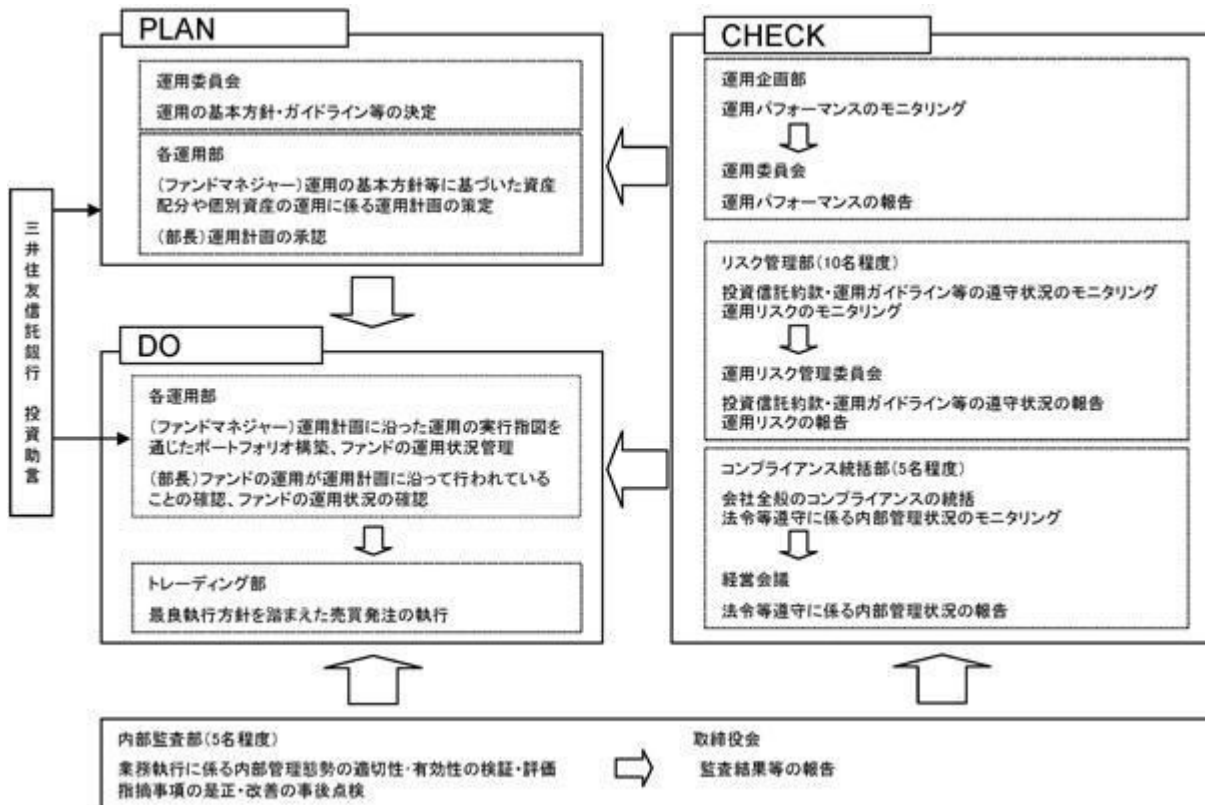 PLAN
運用委員会
運用の基本方針・ガイドライン等の決定
各運用部
(ファンドマネジャー)運用の基本方針等に基づいた資産
配分や個別資産の運用に係る運用計画の策定
(部長)運用計画の承認
三井住友信託銀行 投資助言
DO
各運用部
(ファンドマネジャー)運用計画に沿った運用の実行指図を
通じたポートフォリオ構築、ファンドの運用状況管理
(部長)ファンドの運用が運用計画に沿って行われている
ことの確認、ファンドの運用状況の確認
トレーディング部
最良執行方針を踏まえた売買発注の執行
CHECK
運用企画部
運用パフォーマンスのモニタリング
運用委員会
運用パフォーマンスの報告
リスク管理部(10名程度)
投資信託約款・運用ガイドライン等の遵守状況のモニタリング
運用リスクのモニタリング
運用リスク管理委員会
投資信託約款・運用ガイドライン等の遵守状況の報告
運用リスクの報告
コンプライアンス統括部(5名程度)
会社全般のコンプライアンスの統括
法令等遵守に係る内部管理状況のモニタリング
経営会議
法令等遵守に係る内部管理状況の報告
内部監査部(5名程度)
業務執行に係る内部管理態勢の適切性・有効性の検証・評価
指摘事項の是正・改善の事後点検
取締役会
監査結果等の報告